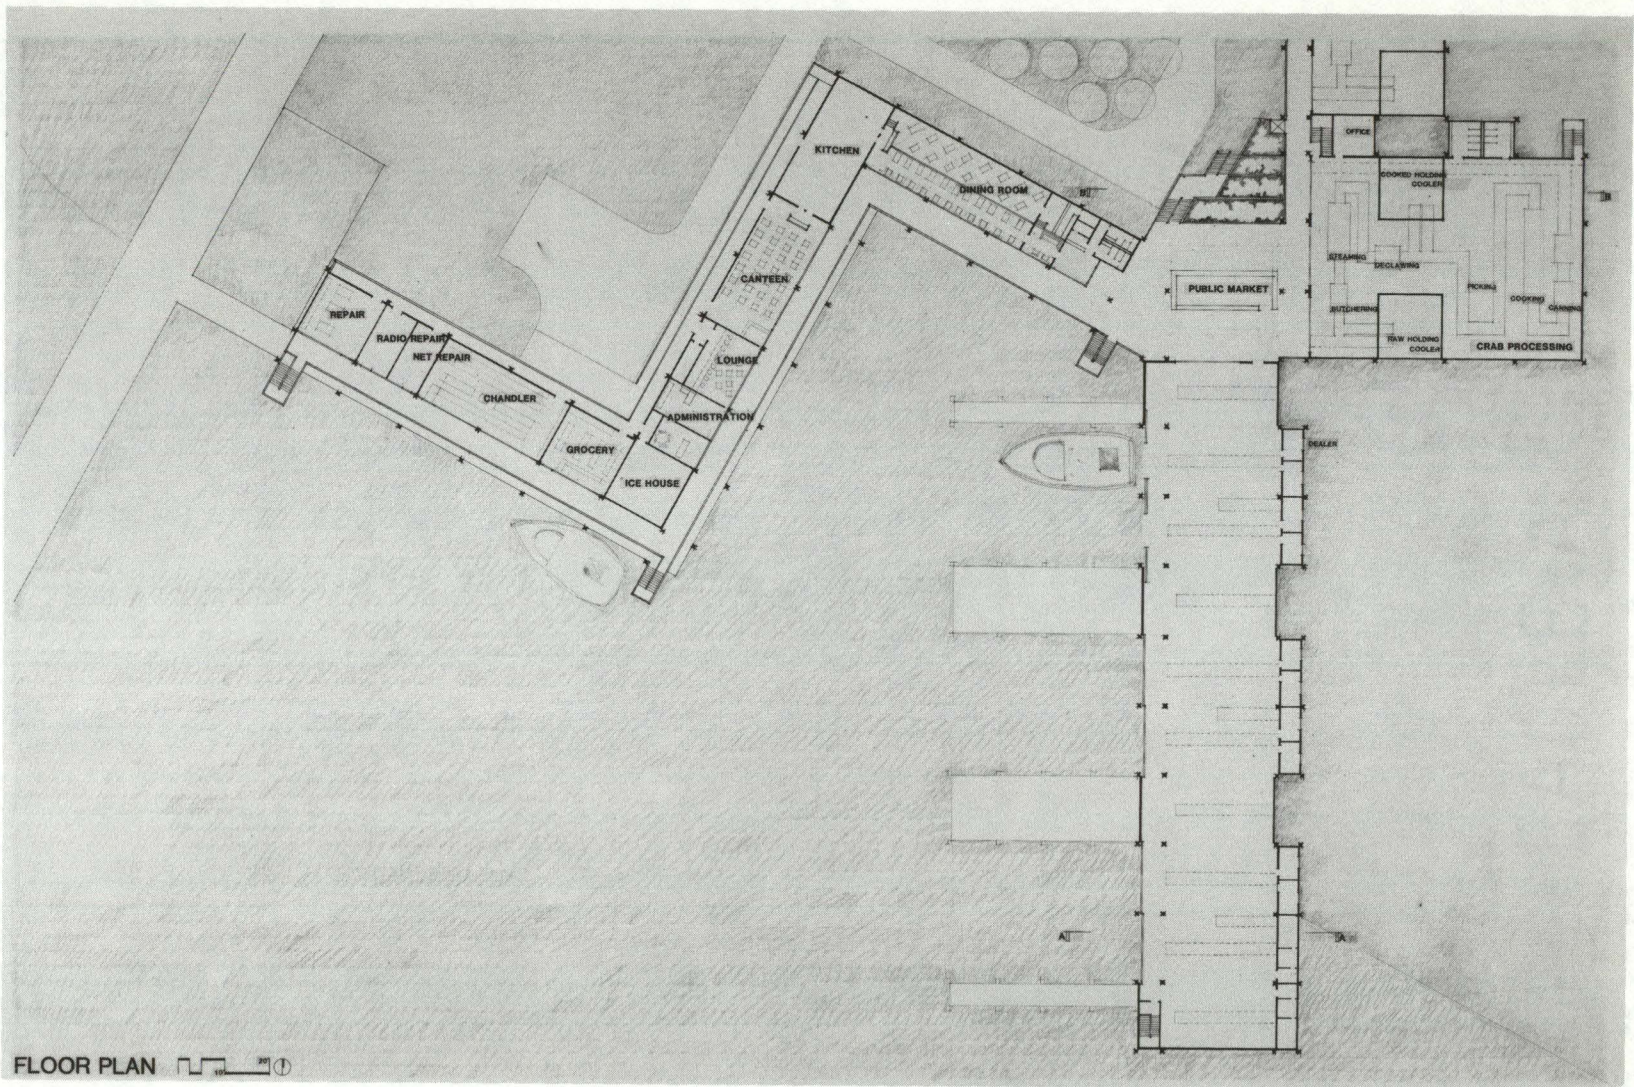 OFFICE
KITCHEN
COOKED HOLDING
COOLER
DINING ROOM
B
B
CANTEEN
STEAMING
DECLAWING
PUBLIC MARKET
PICKING
COOKING
CANNING
BUTCHERING
REPAIR
RADIO REPAIR
NET REPAIR
RAW HOLDING
COOLER
CRAB PROCESSING
LOUNGE
CHANDLER
ADMINISTRATION
DEALER
GROCERY
ICE HOUSE
A
A
FLOOR PLAN
20'